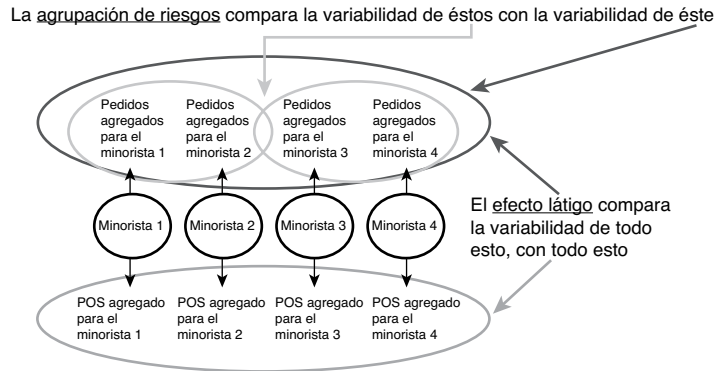 La agrupación de riesgos compara la variabilidad de éstos con la variabilidad de éste
Pedidos agregados para el minorista 1
Pedidos agregados para el minorista 2
Pedidos agregados para el minorista 3
Pedidos agregados para el minorista 4
Minorista 1
Minorista 2
Minorista 3
Minorista 4
El efecto látigo compara
la variabilidad de todo
esto, con todo esto
POS agregado para el minorista 1
POS agregado para el minorista 2
POS agregado para el minorista 3
POS agregado para el minorista 4